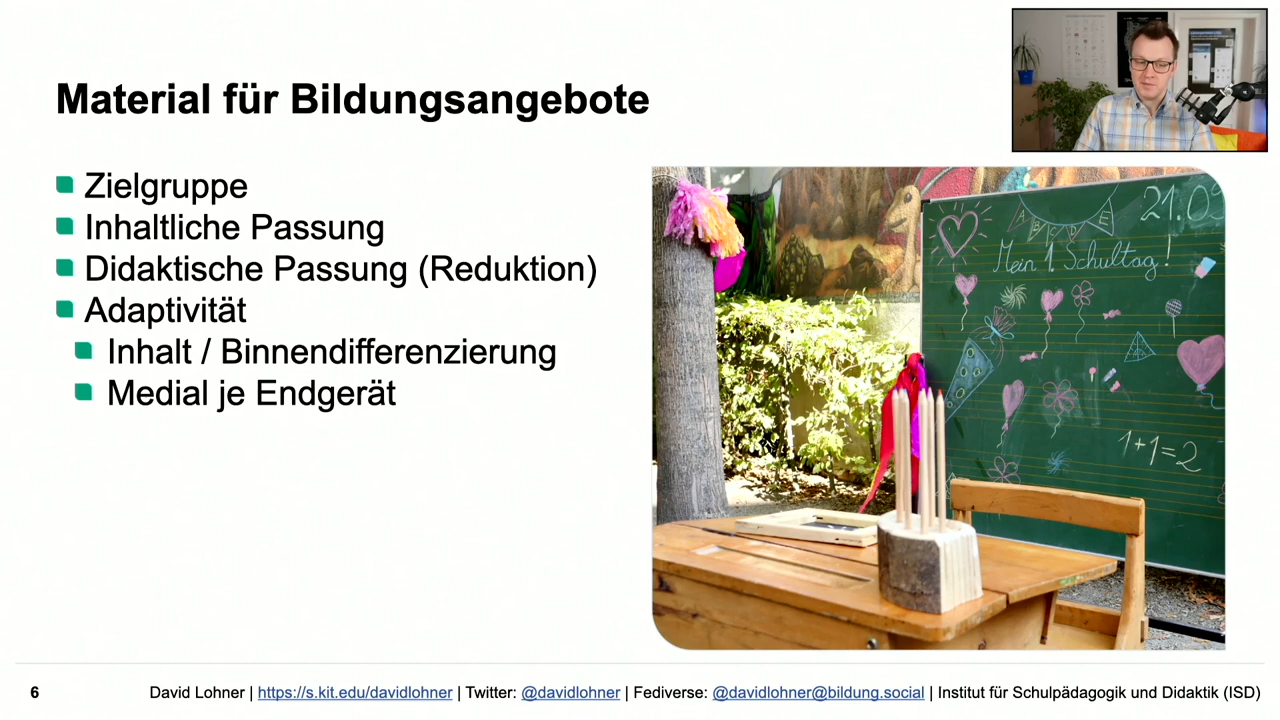 Material für Bildungsangebote
Zielgruppe
Inhaltliche Passung
Didaktische Passung (Reduktion)
Adaptivität
Inhalt / Binnendifferenzierung
Medial je Endgerät
21.09
A B C D E
Mein 1. Schultag!
1+1=2
6
David Lohner | https://s.kit.edu/davidlohner | Twitter: @davidlohner | Fediverse: @davidlohner@bildung.social | Institut für Schulpädagogik und Didaktik (ISD)